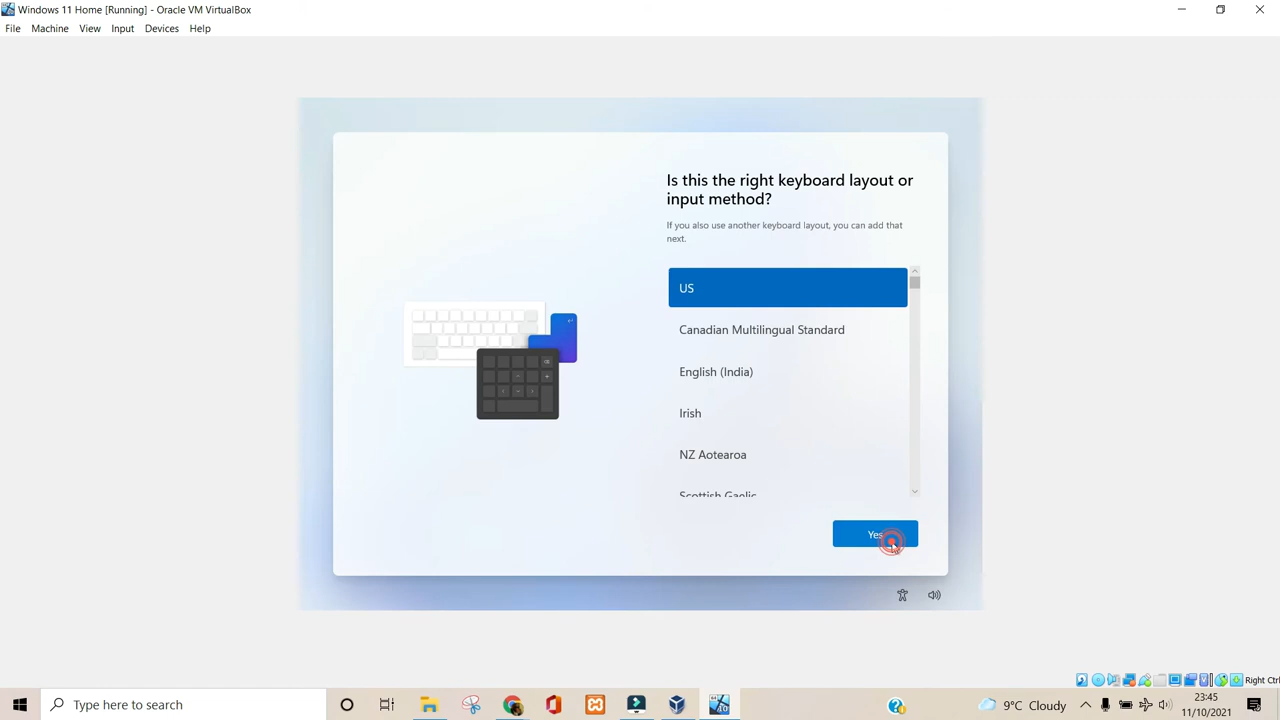 Windows 11 Home [Running] - Oracle VM VirtualBox
File Machine View Input Devices Help
Is this the right keyboard layout or
input method?
If you also use another keyboard layout, you can add that
next.
US
Canadian Multilingual Standard
English (India)
Irish
NZ Aotearoa
Scottish Gaelic
Yes
Right Ctrl
Type here to search
9°C Cloudy
23:45
11/10/2021